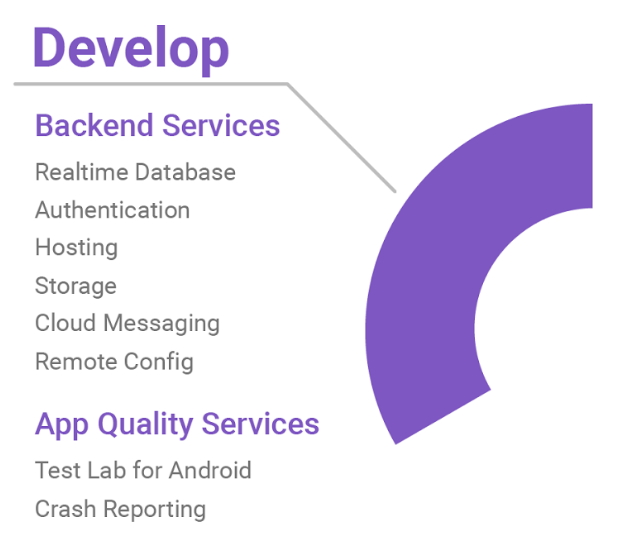 Develop
Backend Services
Realtime Database
Authentication
Hosting
Storage
Cloud Messaging
Remote Config
App Quality Services
Test Lab for Android
Crash Reporting